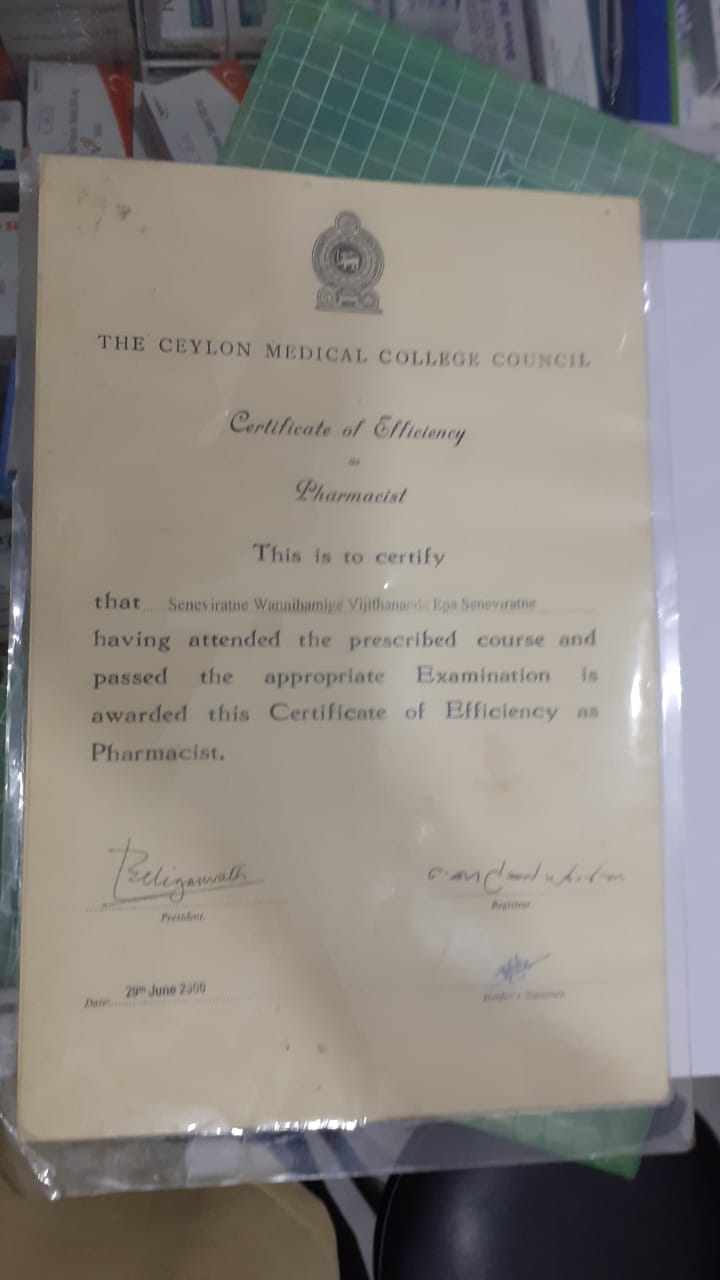 THE CEYLON MEDICAL COLLEGE COUNCIL
Certificate of Efficiency
as
Pharmacist
This is to certify
that Seneviratne Wannihamige Vijithananda Epa Seneviratne
having attended the prescribed course and
passed the appropriate Examination is
awarded this Certificate of Efficiency as
Pharmacist.
President.
Registrar.
Date: 29th June 2000
Holder's Signature.